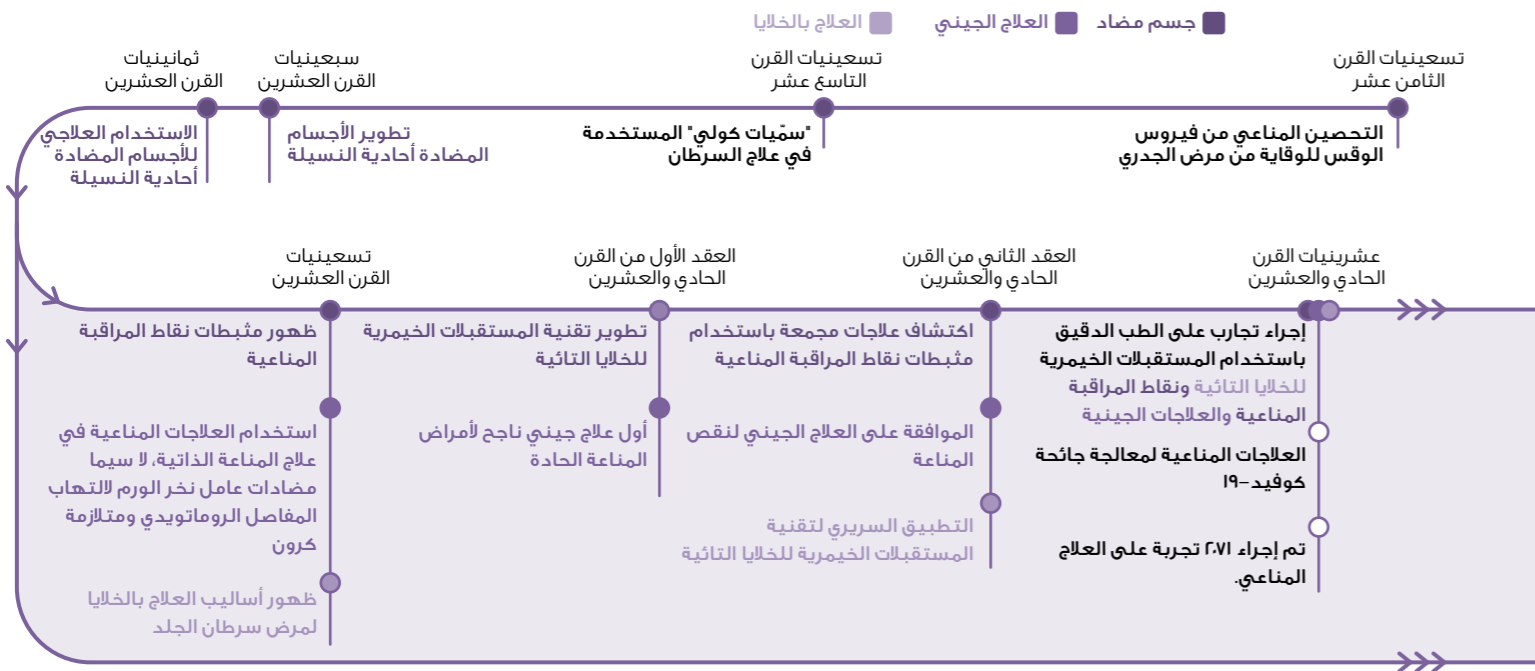 جسم مضاد
العلاج الجيني
العلاج بالخلايا
تسعينيات القرن
الثامن عشر
التحصين المناعي من فيروس
الوقس للوقاية من مرض الجدري
تسعينيات القرن
التاسع عشر
"سمّيات كولي" المستخدمة
في علاج السرطان
سبعينيات
القرن العشرين
تطوير الأجسام
المضادة أحادية النسيلة
ثمانينيات
القرن العشرين
الاستخدام العلاجي
للأجسام المضادة
أحادية النسيلة
تسعينيات
القرن العشرين
ظهور مثبطات نقاط المراقبة
المناعية
استخدام العلاجات المناعية في
علاج المناعة الذاتية، لا سيما
مضادات عامل نخر الورم لالتهاب
المفاصل الروماتويدي ومتلازمة
كرون
ظهور أساليب العلاج بالخلايا
لمرض سرطان الجلد
العقد الأول من القرن
الحادي والعشرين
تطوير تقنية المستقبلات الخيمرية
للخلايا التائية
أول علاج جيني ناجح لأمراض
المناعة الحادة
العقد الثاني من القرن
الحادي والعشرين
اكتشاف علاجات مجمعة باستخدام
مثبطات نقاط المراقبة المناعية
الموافقة على العلاج الجيني لنقص
المناعة
التطبيق السريري لتقنية
المستقبلات الخيمرية للخلايا التائية
عشرينيات القرن
الحادي والعشرين
إجراء تجارب على الطب الدقيق
باستخدام المستقبلات الخيمرية
للخلايا التائية ونقاط المراقبة
المناعية والعلاجات الجينية
العلاجات المناعية لمعالجة جائحة
كوفيد-١٩
تم إجراء ٢٠٧١ تجربة على العلاج
المناعي.